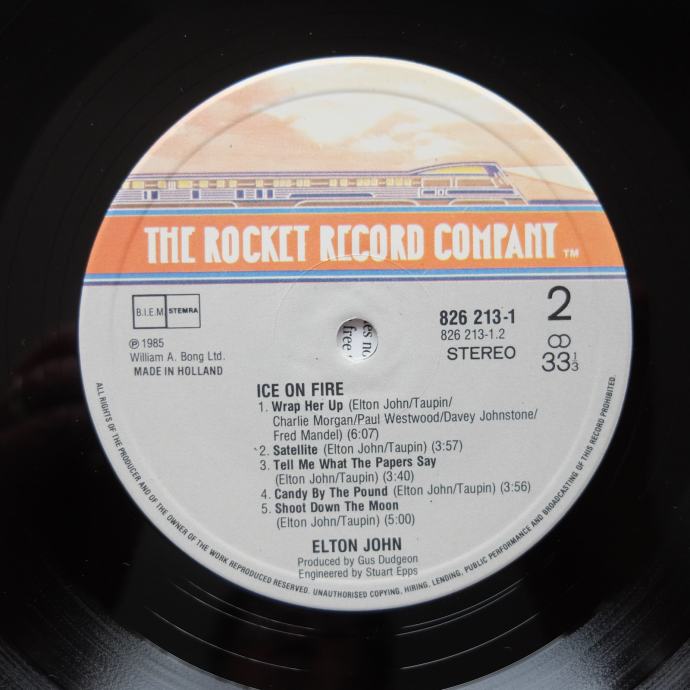 THE ROCKET RECORD COMPANY TM
B.I.E.M STEMRA
℗ 1985
William A. Bong Ltd.
MADE IN HOLLAND
826 213-1
826 213-1.2
STEREO
2
33 1/3
es no
free
ICE ON FIRE
1. Wrap Her Up (Elton John/Taupin/
Charlie Morgan/Paul Westwood/Davey Johnstone/
Fred Mandel) (6:07)
2. Satellite (Elton John/Taupin) (3:57)
3. Tell Me What The Papers Say
(Elton John/Taupin) (3:40)
4. Candy By The Pound (Elton John/Taupin) (3:56)
5. Shoot Down The Moon
(Elton John/Taupin) (5:00)
ELTON JOHN
Produced by Gus Dudgeon
Engineered by Stuart Epps
ALL RIGHTS OF THE PRODUCER AND OF THE OWNER OF THE WORK REPRODUCED RESERVED. UNAUTHORISED COPYING, HIRING, LENDING, PUBLIC PERFORMANCE AND BROADCASTING OF THIS RECORD PROHIBITED.